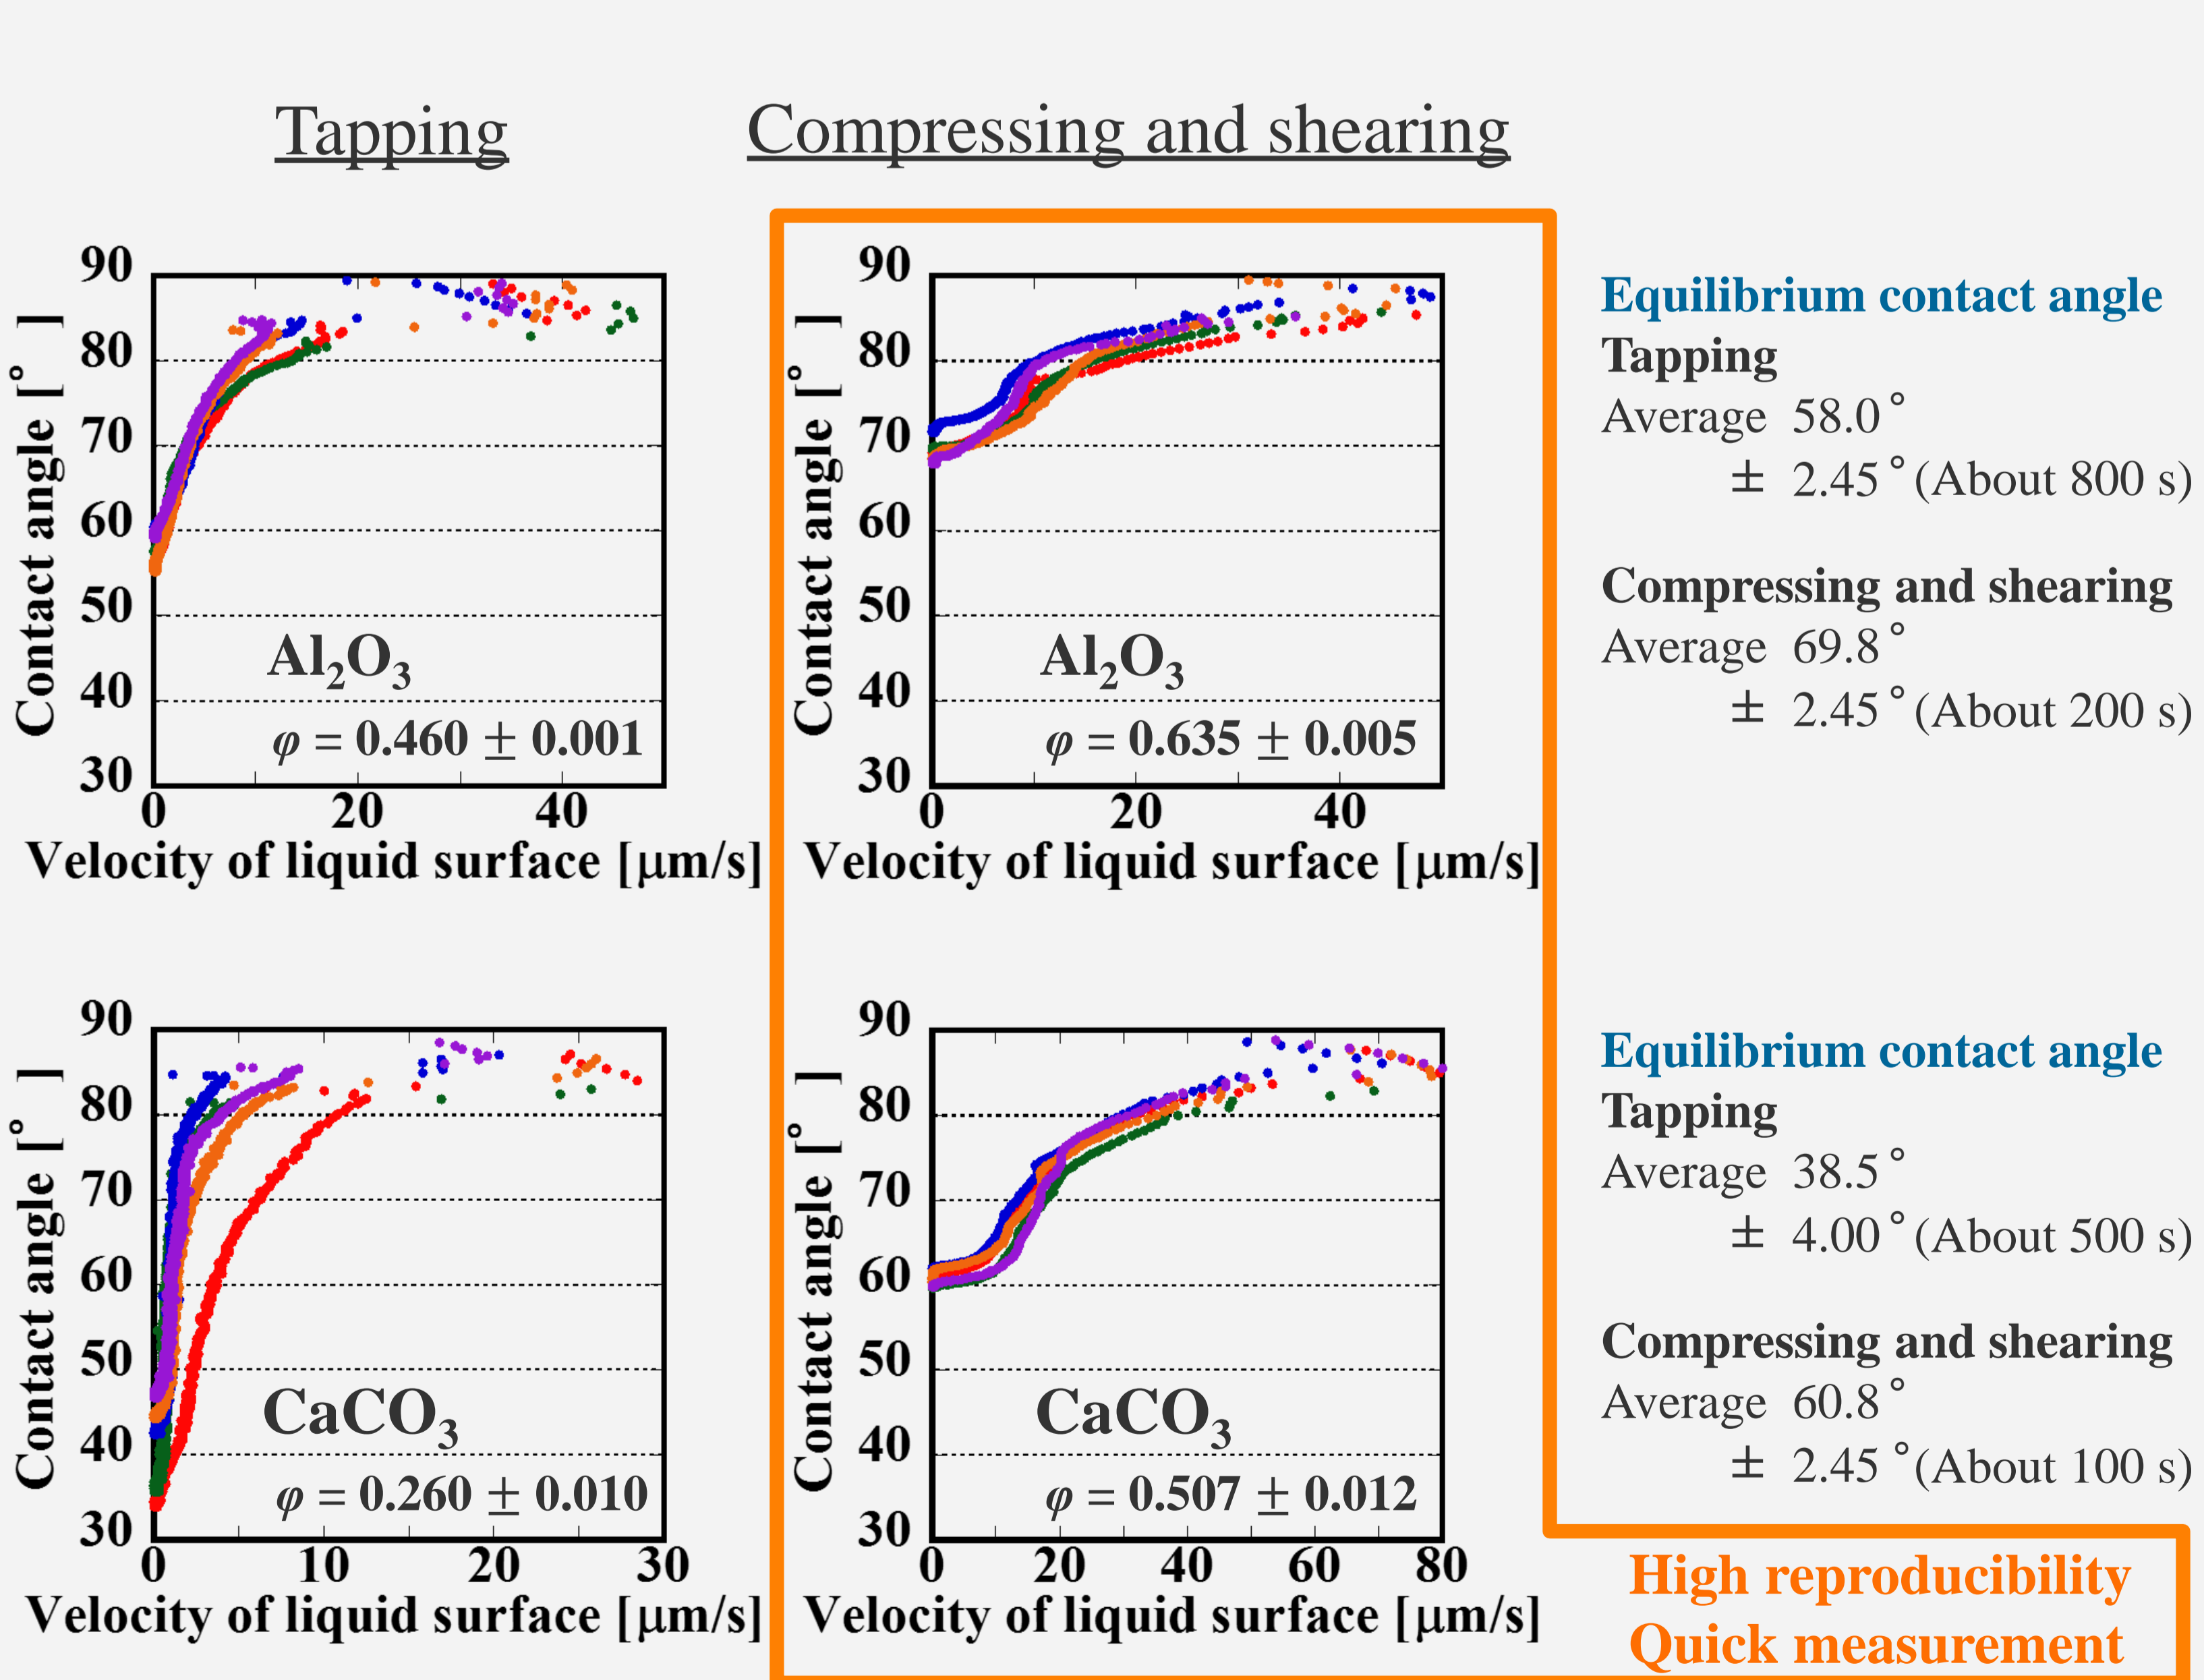 Tapping
Compressing and shearing
90
80
70
60
50
40
30
Contact angle [° ]
Al₂O₃
φ = 0.460 ± 0.001
0 20 40
Velocity of liquid surface [μm/s]
90
80
70
60
50
40
30
Contact angle [° ]
Al₂O₃
φ = 0.635 ± 0.005
0 20 40
Velocity of liquid surface [μm/s]
Equilibrium contact angle
Tapping
Average 58.0°
± 2.45° (About 800 s)
Compressing and shearing
Average 69.8°
± 2.45° (About 200 s)
90
80
70
60
50
40
30
Contact angle [° ]
CaCO₃
φ = 0.260 ± 0.010
0 10 20 30
Velocity of liquid surface [μm/s]
90
80
70
60
50
40
30
Contact angle [° ]
CaCO₃
φ = 0.507 ± 0.012
0 20 40 60 80
Velocity of liquid surface [μm/s]
Equilibrium contact angle
Tapping
Average 38.5°
± 4.00° (About 500 s)
Compressing and shearing
Average 60.8°
± 2.45° (About 100 s)
High reproducibility
Quick measurement